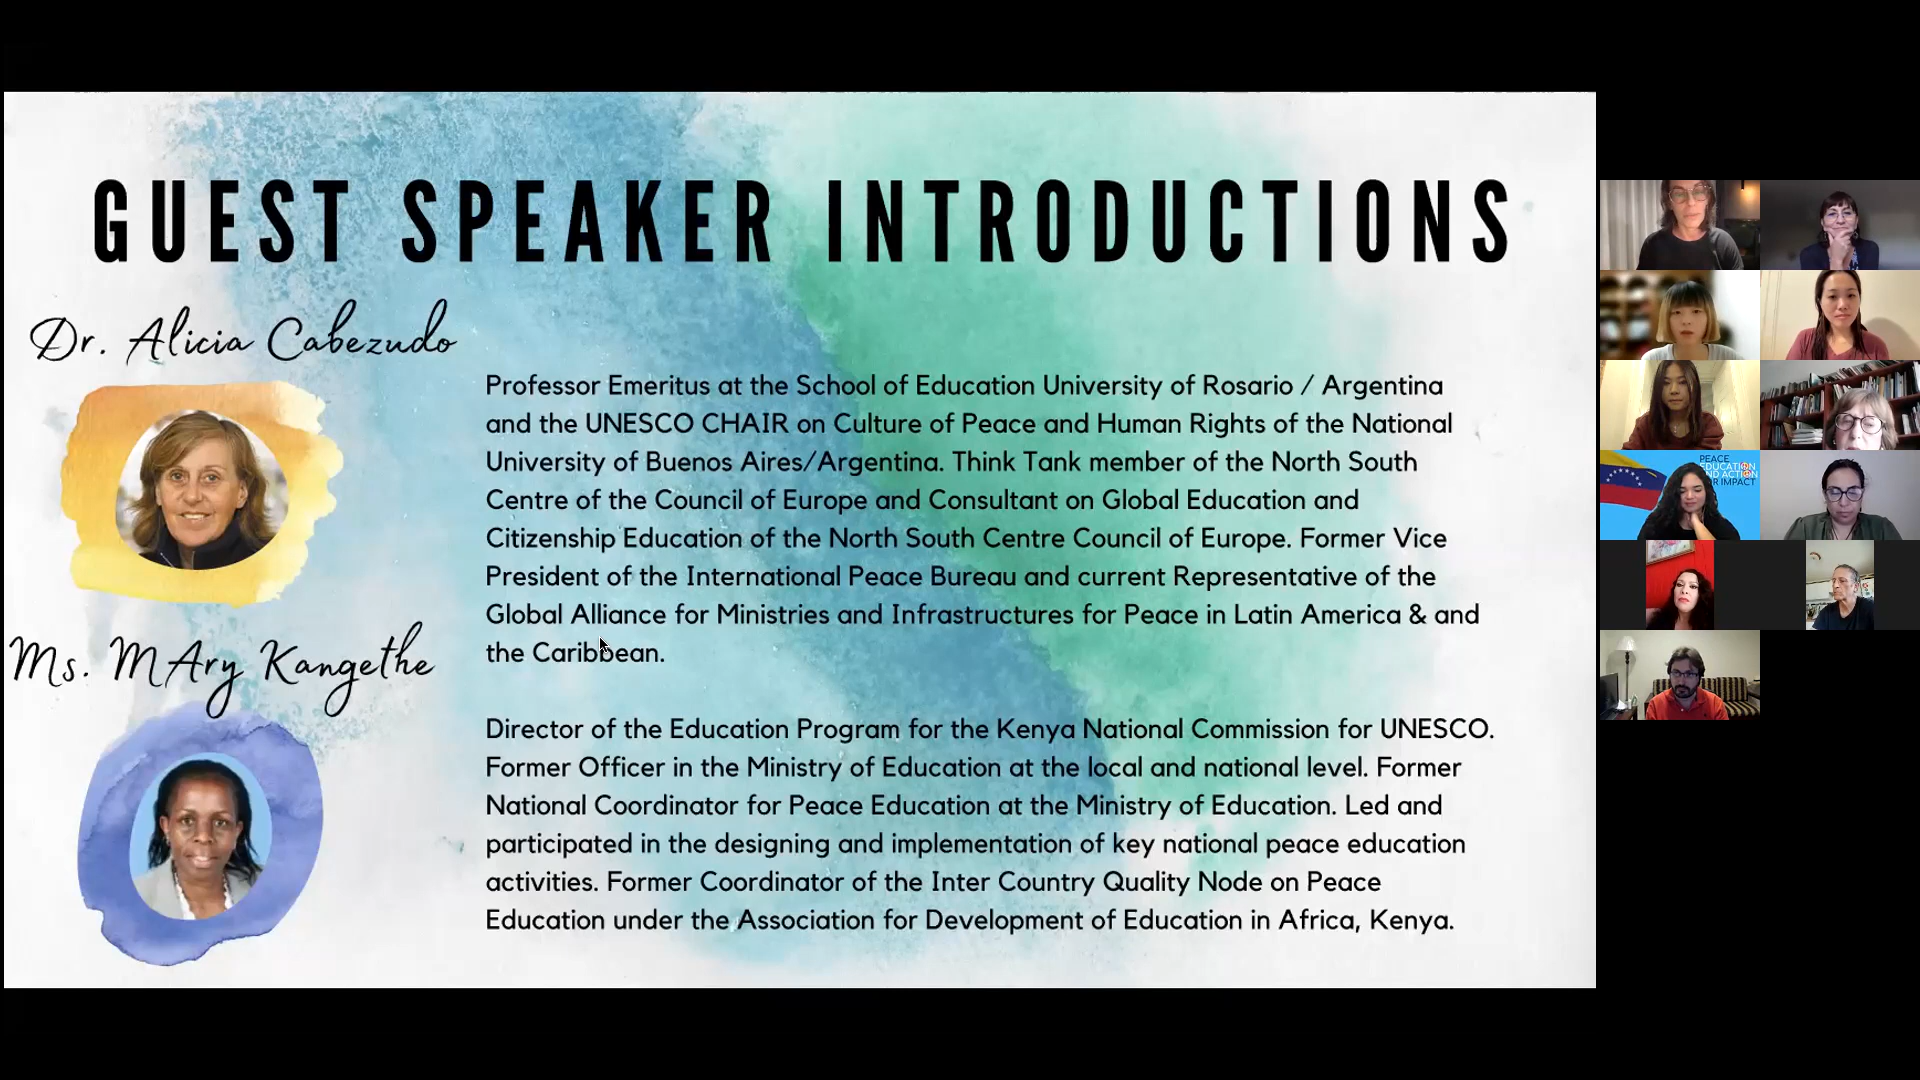 GUEST SPEAKER INTRODUCTIONS
Dr. Alicia Cabezudo
Professor Emeritus at the School of Education University of Rosario / Argentina
and the UNESCO CHAIR on Culture of Peace and Human Rights of the National
University of Buenos Aires/Argentina. Think Tank member of the North South
Centre of the Council of Europe and Consultant on Global Education and
Citizenship Education of the North South Centre Council of Europe. Former Vice
President of the International Peace Bureau and current Representative of the
Global Alliance for Ministries and Infrastructures for Peace in Latin America & and
the Caribbean.
Ms. MAry Kangethe
Director of the Education Program for the Kenya National Commission for UNESCO.
Former Officer in the Ministry of Education at the local and national level. Former
National Coordinator for Peace Education at the Ministry of Education. Led and
participated in the designing and implementation of key national peace education
activities. Former Coordinator of the Inter Country Quality Node on Peace
Education under the Association for Development of Education in Africa, Kenya.
PEACE
EDUCATION
AND ACTION
FOR IMPACT